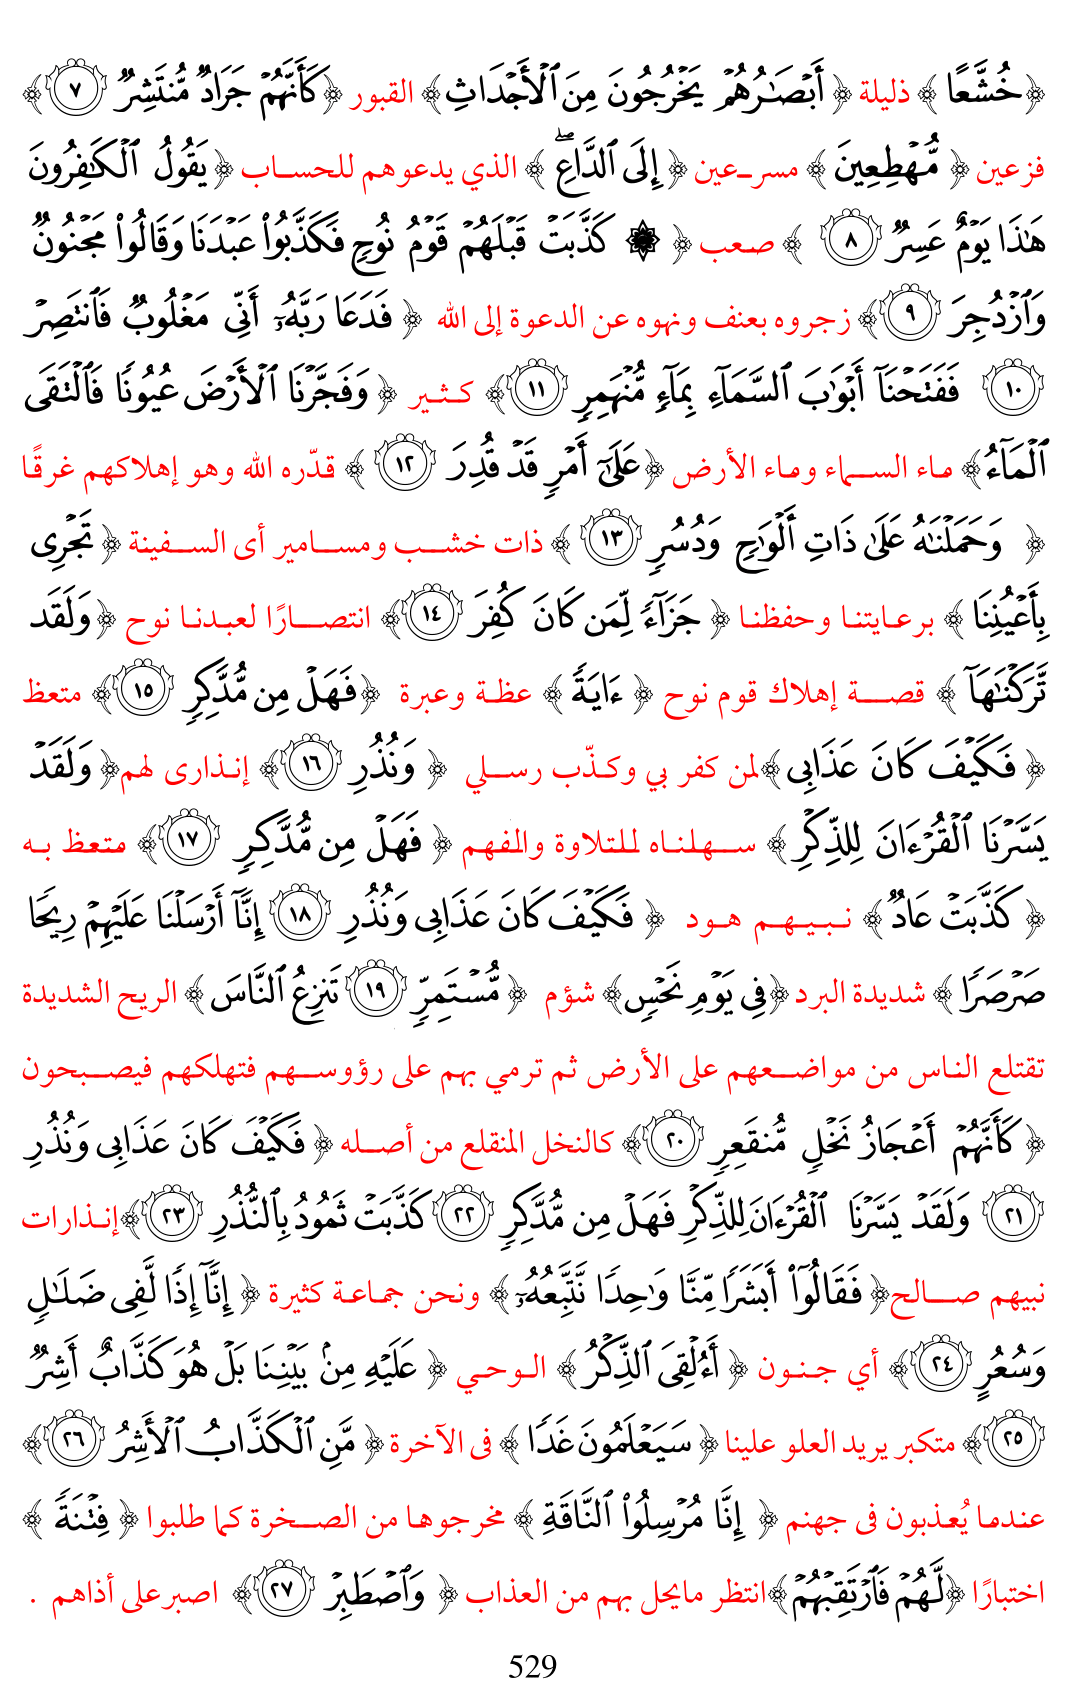 ﴿ خُشَّعًا ﴾ ذليلة ﴿ أَبْصَـٰرُهُمْ يَخْرُجُونَ مِنَ ٱلْأَجْدَاثِ ﴾ القبور ﴿ كَأَنَّهُمْ جَرَادٌ مُّنتَشِرٌ ٧ ﴾
فزعين ﴿ مُّهْطِعِينَ ﴾ مسرعين ﴿ إِلَى ٱلدَّاعِ ۖ ﴾ الذي يدعوهم للحساب ﴿ يَقُولُ ٱلْكَـٰفِرُونَ
هَـٰذَا يَوْمٌ عَسِرٌ ٨ ﴾ صعب ﴿ ۞ كَذَّبَتْ قَبْلَهُمْ قَوْمُ نُوحٍ فَكَذَّبُوا۟ عَبْدَنَا وَقَالُوا۟ مَجْنُونٌ
وَٱزْدُجِرَ ٩ ﴾ زجروه بعنف ونهوه عن الدعوة إلى الله ﴿ فَدَعَا رَبَّهُۥٓ أَنِّى مَغْلُوبٌ فَٱنتَصِرْ
١٠ فَفَتَحْنَآ أَبْوَٰبَ ٱلسَّمَآءِ بِمَآءٍ مُّنْهَمِرٍ ١١ ﴾ كثير ﴿ وَفَجَّرْنَا ٱلْأَرْضَ عُيُونًا فَٱلْتَقَى
ٱلْمَآءُ ﴾ ماء السماء وماء الأرض ﴿ عَلَىٰٓ أَمْرٍ قَدْ قُدِرَ ١٢ ﴾ قدّره الله وهو إهلاكهم غرقًا
﴿ وَحَمَلْنَـٰهُ عَلَىٰ ذَاتِ أَلْوَٰحٍ وَدُسُرٍ ١٣ ﴾ ذات خشب ومسامير أى السفينة ﴿ تَجْرِى
بِأَعْيُنِنَا ﴾ برعايتنا وحفظنا ﴿ جَزَآءً لِّمَن كَانَ كُفِرَ ١٤ ﴾ انتصارًا لعبدنا نوح ﴿ وَلَقَد
تَّرَكْنَـٰهَآ ﴾ قصة إهلاك قوم نوح ﴿ ءَايَةً ﴾ عظة وعبرة ﴿ فَهَلْ مِن مُّدَّكِرٍ ١٥ ﴾ متعظ
﴿ فَكَيْفَ كَانَ عَذَابِى ﴾ لمن كفر بي وكذّب رسلي ﴿ وَنُذُرِ ١٦ ﴾ إنذارى لهم ﴿ وَلَقَدْ
يَسَّرْنَا ٱلْقُرْءَانَ لِلذِّكْرِ ﴾ سهلناه للتلاوة والفهم ﴿ فَهَلْ مِن مُّدَّكِرٍ ١٧ ﴾ متعظ به
﴿ كَذَّبَتْ عَادٌ ﴾ نبيهم هود ﴿ فَكَيْفَ كَانَ عَذَابِى وَنُذُرِ ١٨ إِنَّآ أَرْسَلْنَا عَلَيْهِمْ رِيحًا
صَرْصَرًا ﴾ شديدة البرد ﴿ فِى يَوْمِ نَحْسٍ ﴾ شؤم ﴿ مُّسْتَمِرٍّ ١٩ تَنزِعُ ٱلنَّاسَ ﴾ الريح الشديدة
تقتلع الناس من مواضعهم على الأرض ثم ترمي بهم على رؤوسهم فتهلكهم فيصبحون
﴿ كَأَنَّهُمْ أَعْجَازُ نَخْلٍ مُّنقَعِرٍ ٢٠ ﴾ كالنخل المنقلع من أصله ﴿ فَكَيْفَ كَانَ عَذَابِى وَنُذُرِ
٢١ وَلَقَدْ يَسَّرْنَا ٱلْقُرْءَانَ لِلذِّكْرِ فَهَلْ مِن مُّدَّكِرٍ ٢٢ كَذَّبَتْ ثَمُودُ بِٱلنُّذُرِ ٢٣ ﴾ إنذارات
نبيهم صالح ﴿ فَقَالُوٓا۟ أَبَشَرًا مِّنَّا وَٰحِدًا نَّتَّبِعُهُۥٓ ﴾ ونحن جماعة كثيرة ﴿ إِنَّآ إِذًا لَّفِى ضَلَـٰلٍ
وَسُعُرٍ ٢٤ ﴾ أي جنون ﴿ أَءُلْقِىَ ٱلذِّكْرُ ﴾ الوحي ﴿ عَلَيْهِ مِنۢ بَيْنِنَا بَلْ هُوَ كَذَّابٌ أَشِرٌ
٢٥ ﴾ متكبر يريد العلو علينا ﴿ سَيَعْلَمُونَ غَدًا ﴾ فى الآخرة ﴿ مَّنِ ٱلْكَذَّابُ ٱلْأَشِرُ ٢٦ ﴾
عندما يُعذبون فى جهنم ﴿ إِنَّا مُرْسِلُوا۟ ٱلنَّاقَةِ ﴾ مخرجوها من الصخرة كما طلبوا ﴿ فِتْنَةً ﴾
اختبارًا ﴿ لَّهُمْ فَٱرْتَقِبْهُمْ ﴾ انتظر مايحل بهم من العذاب ﴿ وَٱصْطَبِرْ ٢٧ ﴾ اصبر على أذاهم .
529